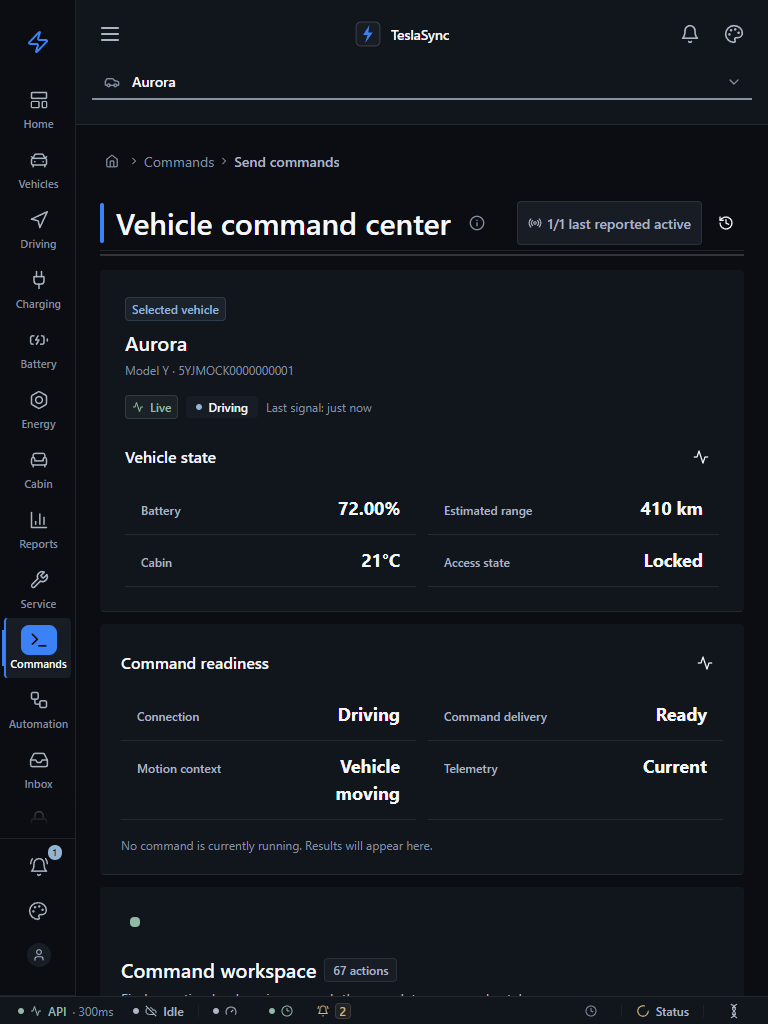 TeslaSync
Aurora
Home
Vehicles
Driving
Charging
Battery
Energy
Cabin
Reports
Service
Commands
Automation
Inbox
1
Commands
Send commands
Vehicle command center
1/1 last reported active
Selected vehicle
Aurora
Model Y · 5YJMOCK0000000001
Live
Driving
Last signal: just now
Vehicle state
Battery
72.00%
Estimated range
410 km
Cabin
21°C
Access state
Locked
Command readiness
Connection
Driving
Command delivery
Ready
Motion context
Vehicle
moving
Telemetry
Current
No command is currently running. Results will appear here.
Command workspace
67 actions
API · 300ms
Idle
2
Status